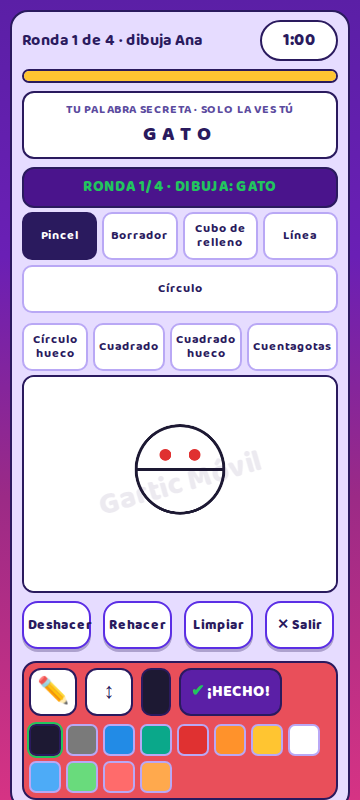 Ronda 1 de 4 · dibuja Ana
1:00
TU PALABRA SECRETA · SOLO LA VES TÚ
GATO
RONDA 1/4 · DIBUJA: GATO
Pincel
Borrador
Cubo de
relleno
Línea
Círculo
Círculo
hueco
Cuadrado
Cuadrado
hueco
Cuentagotas
Gartic Móvil
Deshacer
Rehacer
Limpiar
✕ Salir
↕
✔ ¡HECHO!